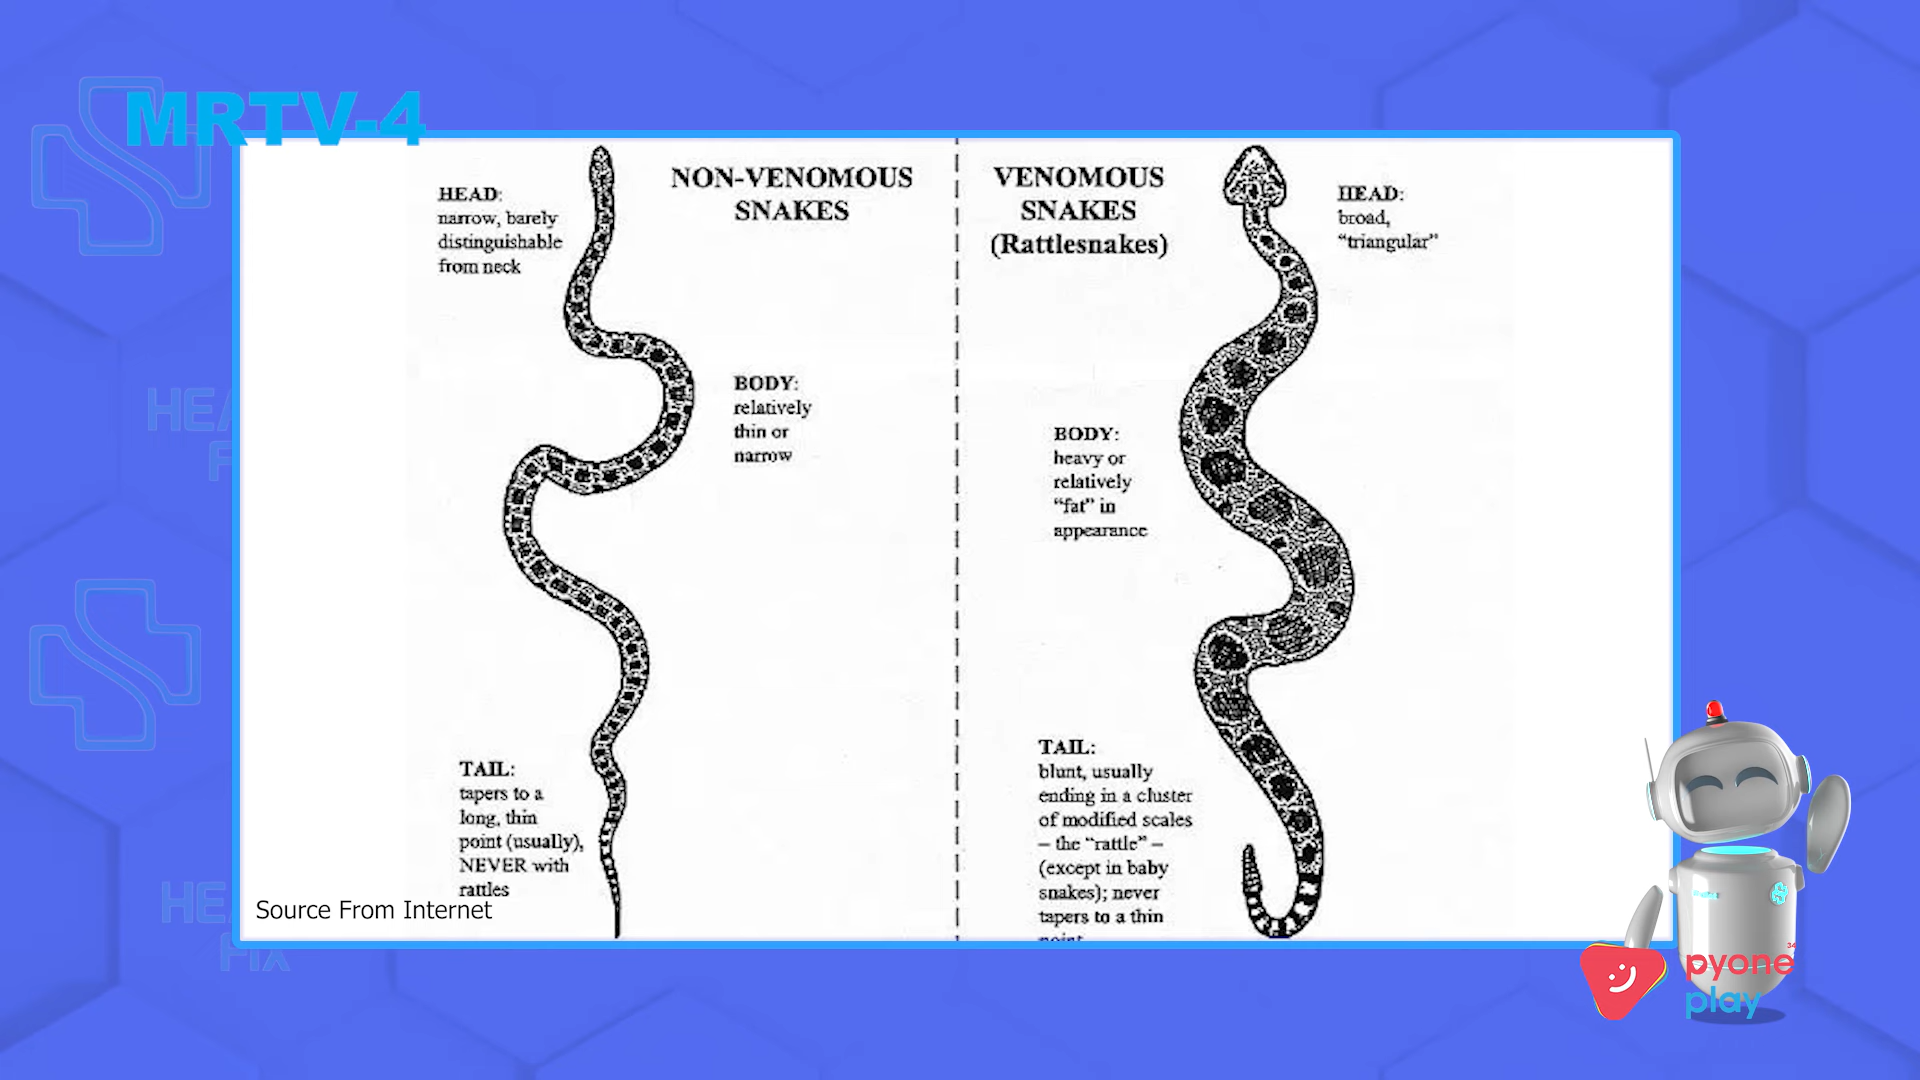 MRTV-4
NON-VENOMOUS
SNAKES
HEAD:
narrow, barely
distinguishable
from neck
BODY:
relatively
thin or
narrow
TAIL:
tapers to a
long, thin
point (usually),
NEVER with
rattles
Source From Internet
VENOMOUS
SNAKES
(Rattlesnakes)
HEAD:
broad,
“triangular”
BODY:
heavy or
relatively
“fat” in
appearance
TAIL:
blunt, usually
ending in a cluster
of modified scales
– the “rattle” –
(except in baby
snakes); never
tapers to a thin
point
HEA
FIX
pyone
play